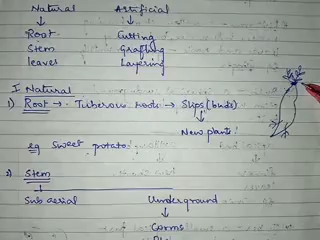 Natural Artificial
Root Cutting
Stem Grafting
leaves Layering
I Natural
1) Root → Tuberous roots → Slips (buds)
New plants
eg Sweet potato
2) Stem
Sub aerial Underground
Corms